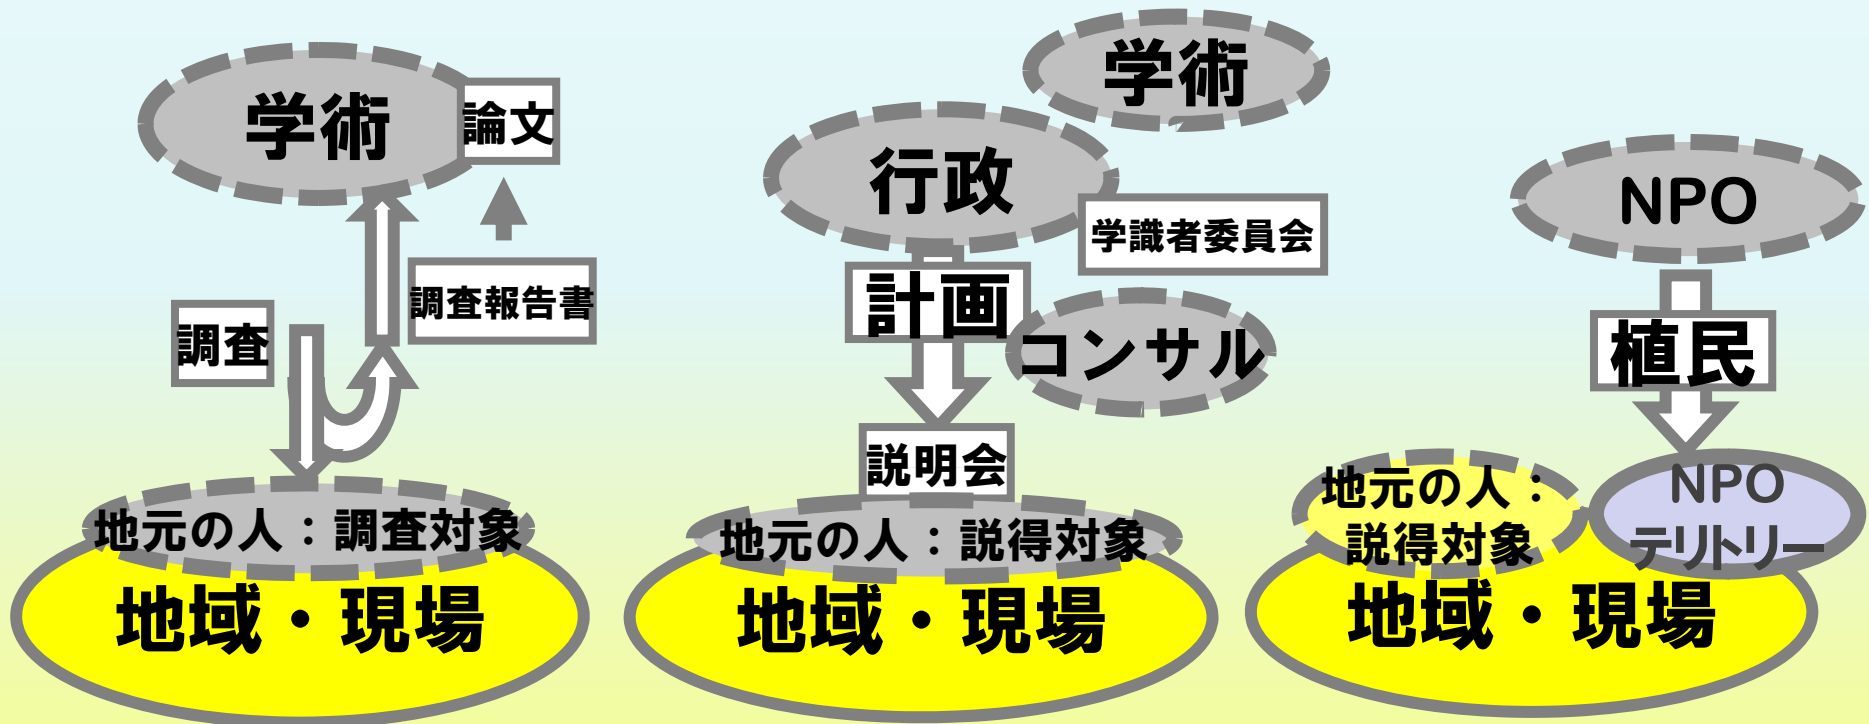 学術
論文
調査報告書
調査
地元の人：調査対象
地域・現場
学術
行政
学識者委員会
計画
コンサル
説明会
地元の人：説得対象
地域・現場
NPO
植民
地元の人：
説得対象
NPO
テリトリー
地域・現場